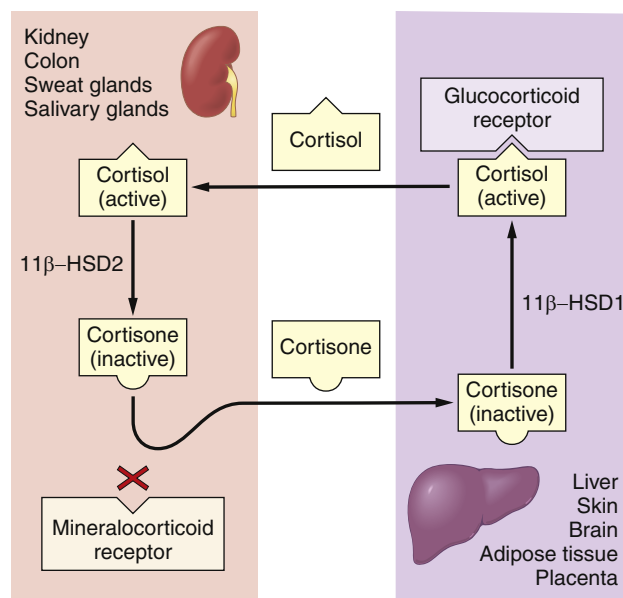 Kidney
Colon
Sweat glands
Salivary glands
Cortisol
(active)
11β–HSD2
Cortisone
(inactive)
Mineralocorticoid
receptor
Cortisol
Cortisone
Glucocorticoid
receptor
Cortisol
(active)
11β–HSD1
Cortisone
(inactive)
Liver
Skin
Brain
Adipose tissue
Placenta